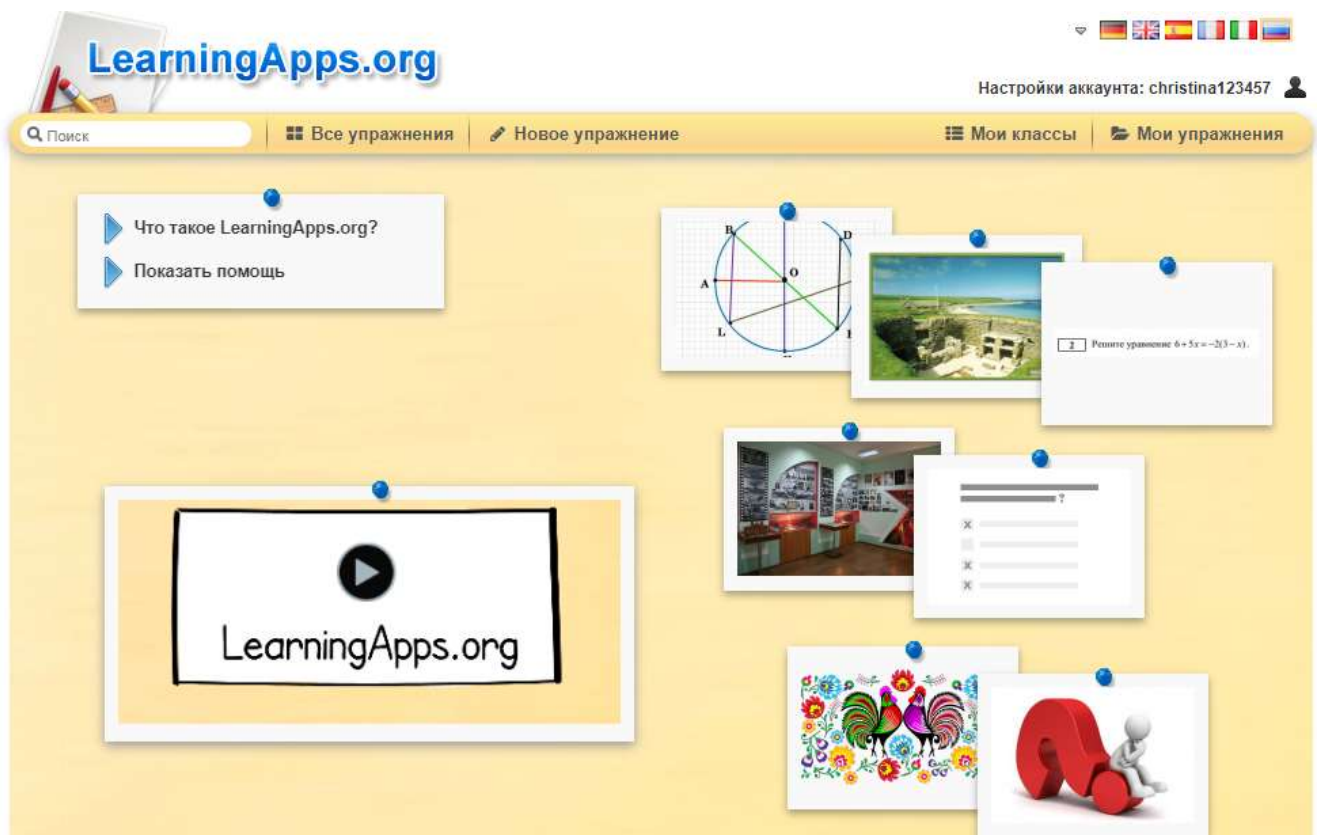 LearningApps.org
Настройки аккаунта: christina123457
Поиск
Все упражнения
Новое упражнение
Мои классы
Мои упражнения
Что такое LearningApps.org?
Показать помощь
B
D
O
A
L
2 Решите уравнение 6 + 5x = −2(3 − x).
?
x
x
x
LearningApps.org